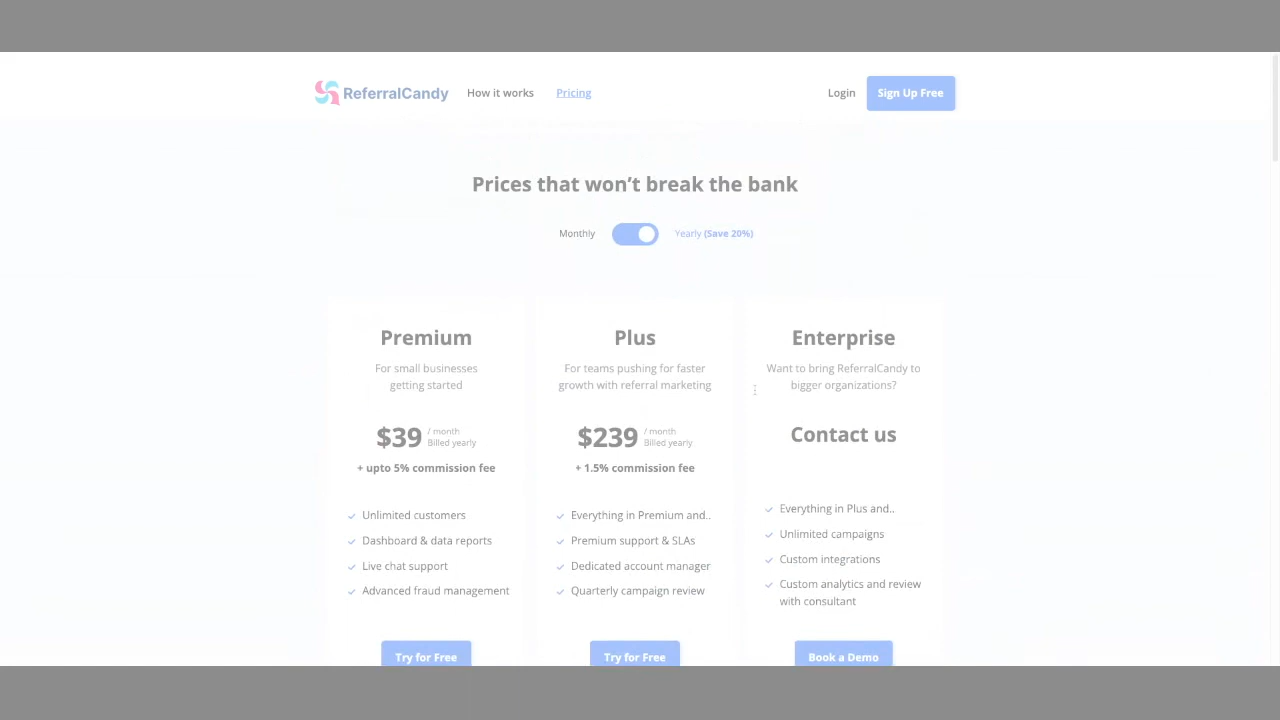 ReferralCandy
How it works
Pricing
Login
Sign Up Free
Prices that won’t break the bank
Monthly
Yearly (Save 20%)
Premium
For small businesses
getting started
$39
/ month
Billed yearly
+ upto 5% commission fee
Unlimited customers
Dashboard & data reports
Live chat support
Advanced fraud management
Try for Free
Plus
For teams pushing for faster
growth with referral marketing
$239
/ month
Billed yearly
+ 1.5% commission fee
Everything in Premium and..
Premium support & SLAs
Dedicated account manager
Quarterly campaign review
Try for Free
Enterprise
Want to bring ReferralCandy to
bigger organizations?
Contact us
Everything in Plus and..
Unlimited campaigns
Custom integrations
Custom analytics and review
with consultant
Book a Demo